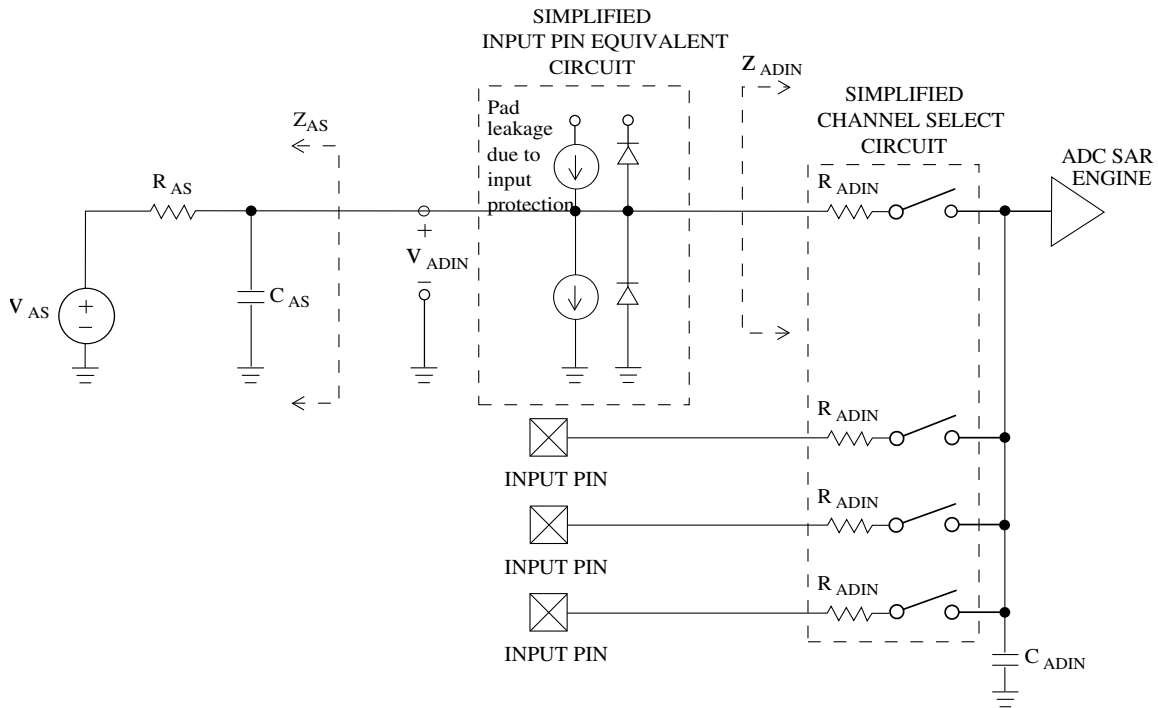 SIMPLIFIED
INPUT PIN EQUIVALENT
CIRCUIT
Z ADIN
SIMPLIFIED
CHANNEL SELECT
CIRCUIT
ADC SAR
ENGINE
Pad
leakage
due to
input
protection
Z AS
R AS
R ADIN
+
V ADIN
-
C AS
+
V AS
-
R ADIN
INPUT PIN
R ADIN
INPUT PIN
R ADIN
INPUT PIN
C ADIN